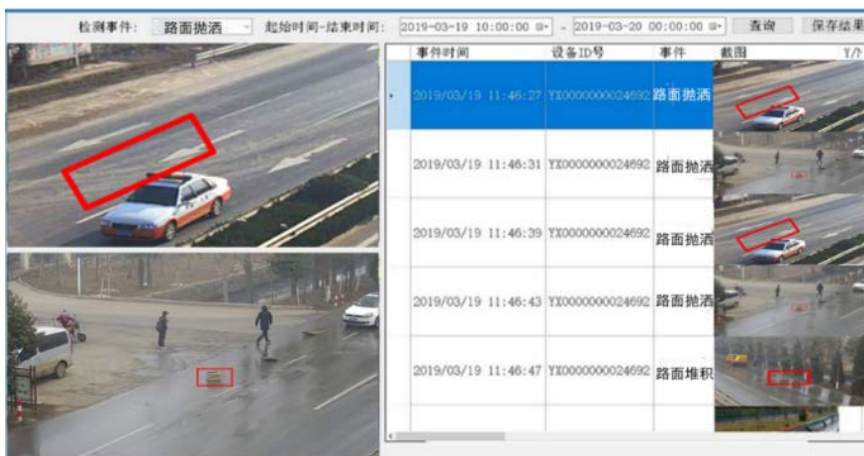 检测事件: 路面抛洒 起始时间-结束时间: 2019-03-19 10:00:00 - 2019-03-20 00:00:00 查询 保存结果
事件时间 设备ID号 事件 截图 Y/N
2019/03/19 11:46:27 YX0000000024692 路面抛洒
2019/03/19 11:46:31 YX0000000024692 路面抛洒
2019/03/19 11:46:39 YX0000000024692 路面抛洒
2019/03/19 11:46:43 YX0000000024692 路面抛洒
2019/03/19 11:46:47 YX0000000024692 路面堆积